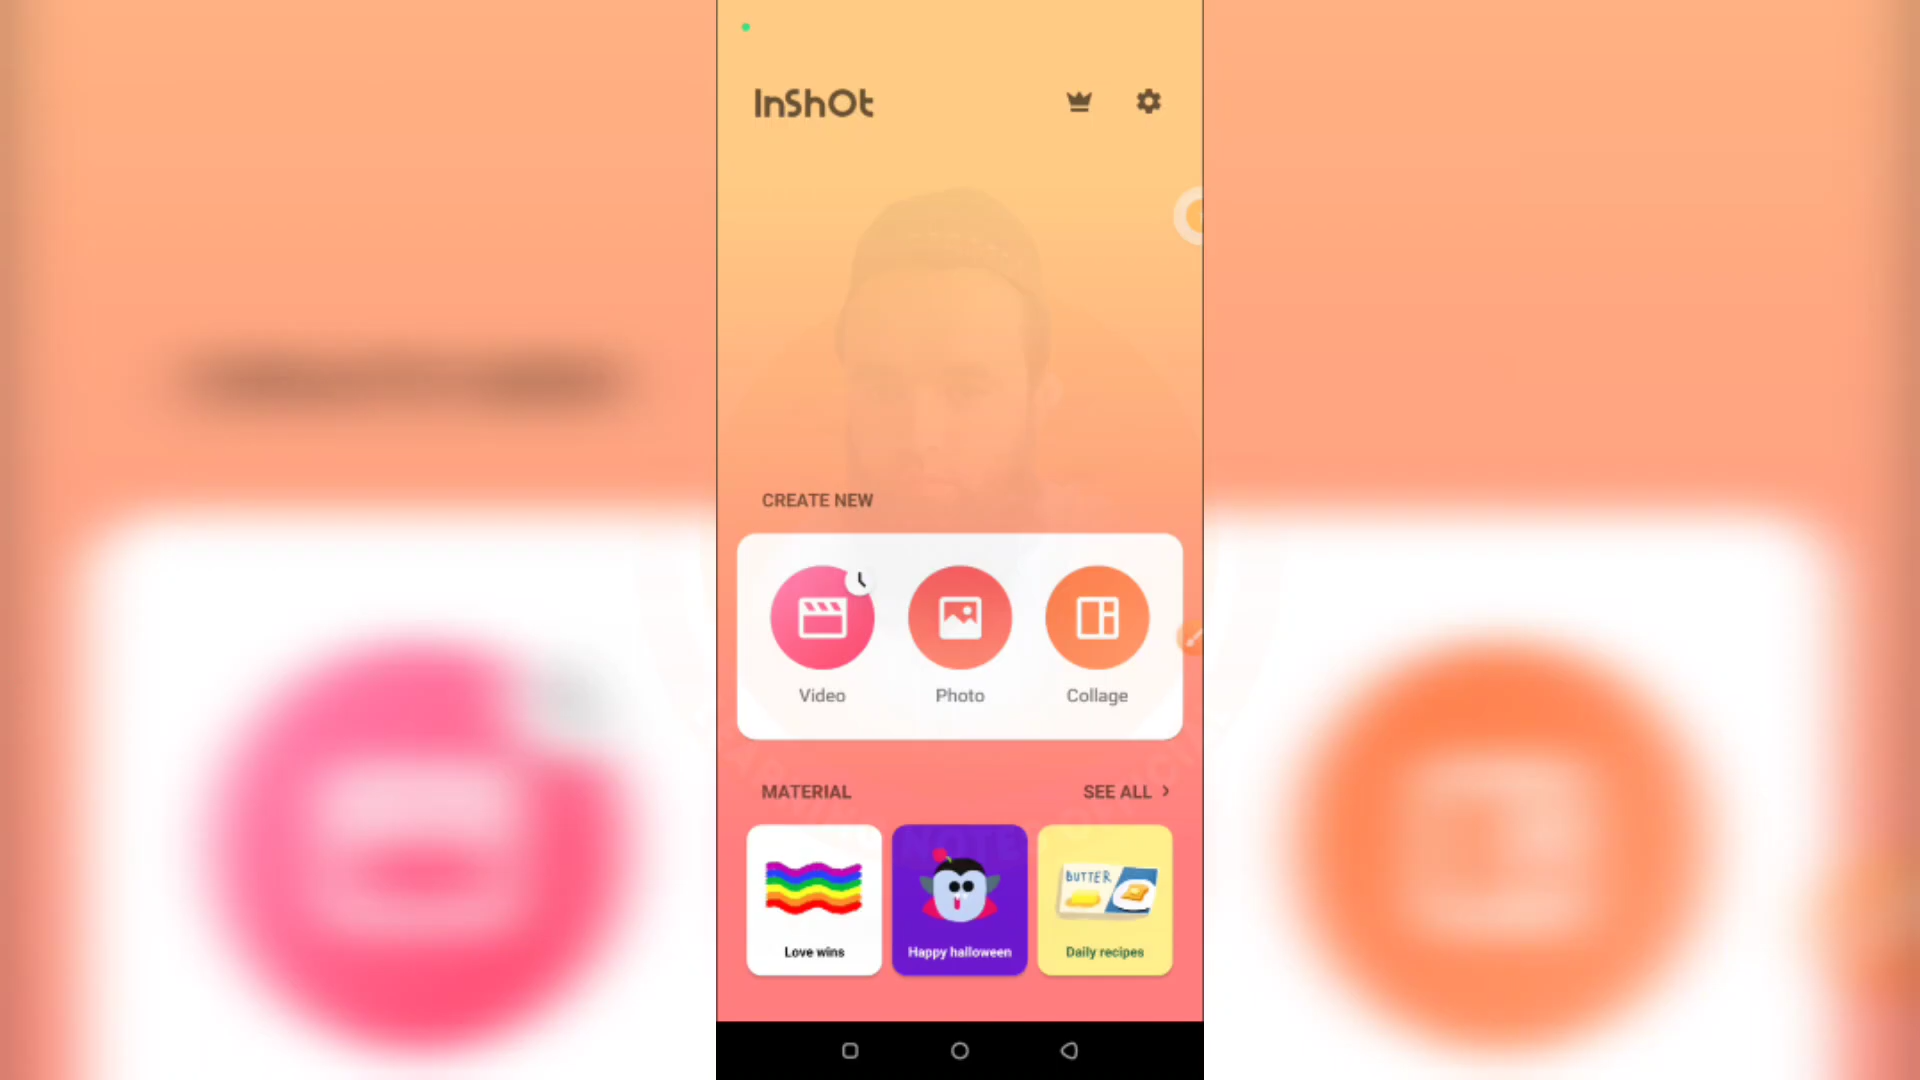 InShOt
CREATE NEW
Video Photo Collage
MATERIAL SEE ALL >
BUTTER
Love wins Happy halloween Daily recipes